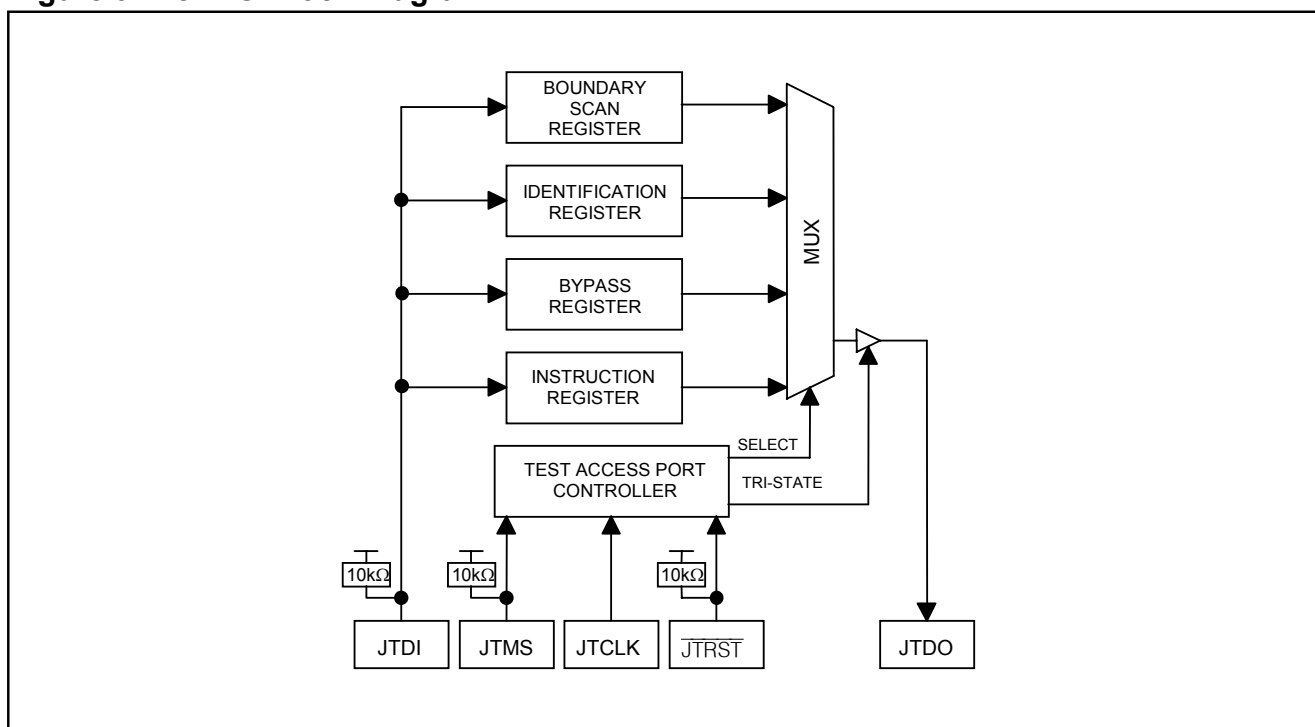 BOUNDARY
SCAN
REGISTER
IDENTIFICATION
REGISTER
BYPASS
REGISTER
INSTRUCTION
REGISTER
MUX
SELECT
TEST ACCESS PORT
CONTROLLER
TRI-STATE
10kΩ
10kΩ
10kΩ
JTDI
JTMS
JTCLK
JTRST
JTDO